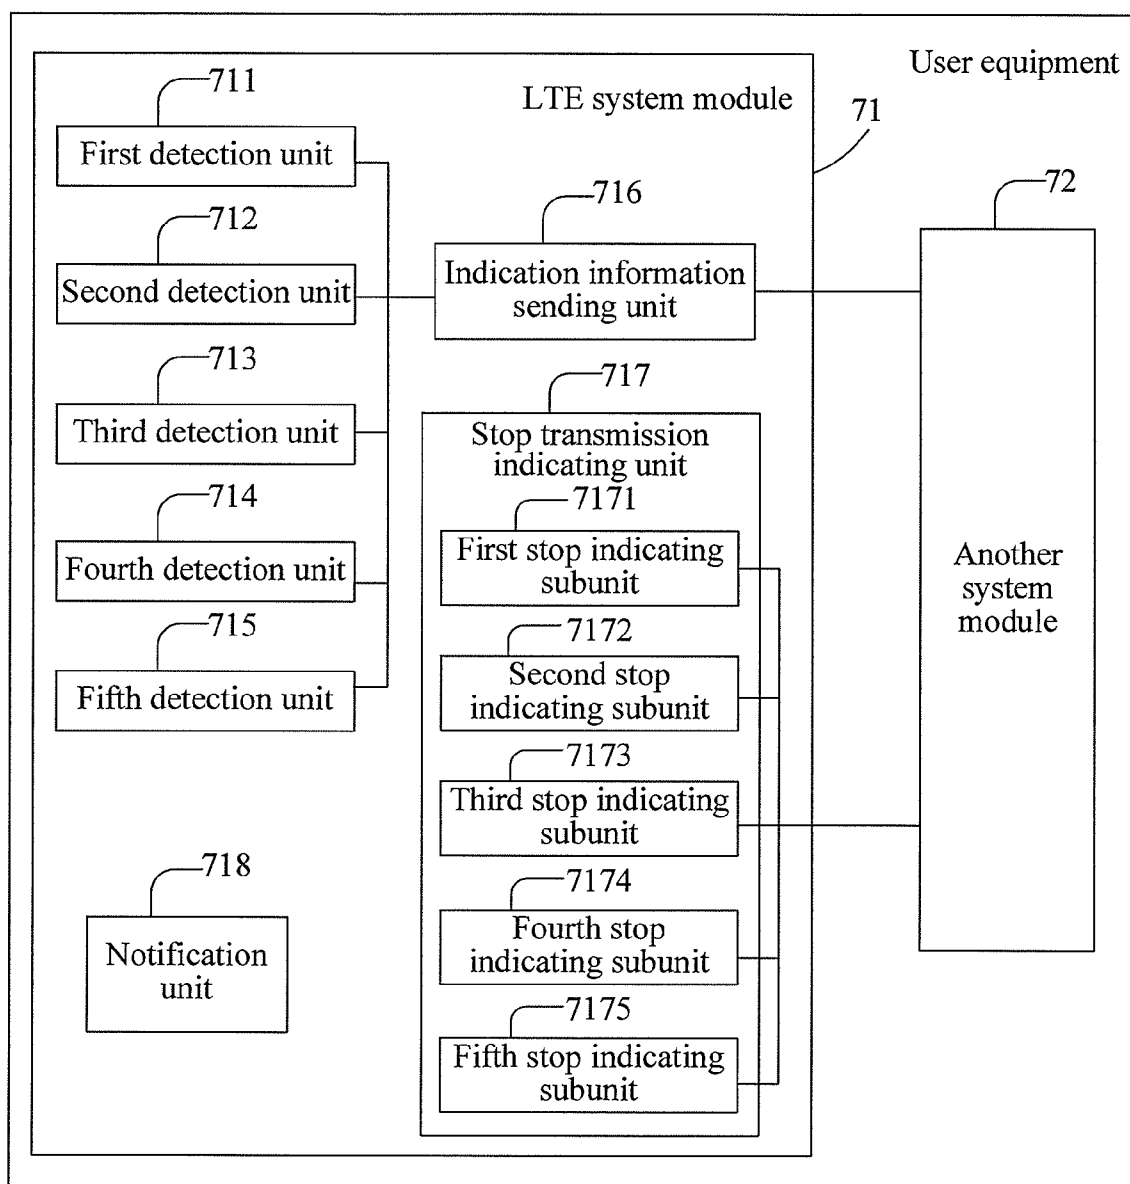 User equipment
LTE system module
71
711
First detection unit
712
Second detection unit
713
Third detection unit
714
Fourth detection unit
715
Fifth detection unit
716
Indication information
sending unit
717
Stop transmission
indicating unit
7171
First stop indicating
subunit
7172
Second stop
indicating subunit
7173
Third stop indicating
subunit
7174
Fourth stop
indicating subunit
7175
Fifth stop indicating
subunit
718
Notification
unit
72
Another
system
module